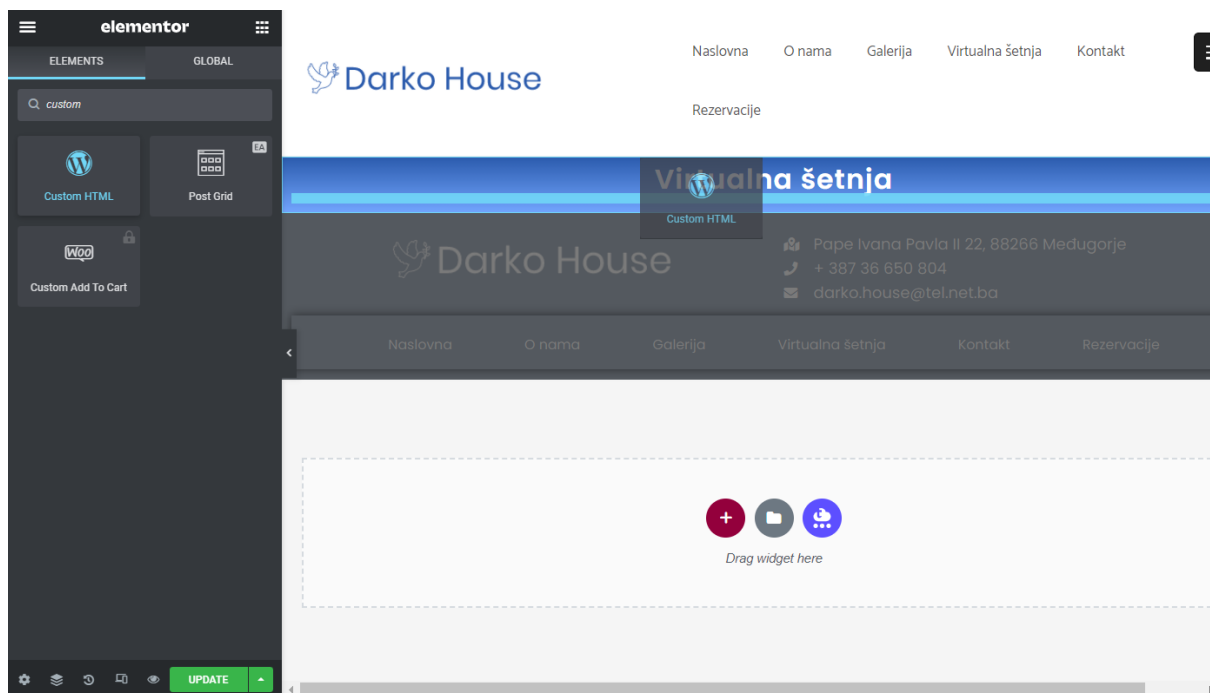 elementor
ELEMENTS GLOBAL
custom
Custom HTML
EA
Post Grid
Woo
Custom Add To Cart
UPDATE
Darko House
Naslovna O nama Galerija Virtualna šetnja Kontakt
Rezervacije
Virtualna šetnja
Custom HTML
Darko House
Pape Ivana Pavla II 22, 88266 Međugorje
+ 387 36 650 804
darko.house@tel.net.ba
Naslovna O nama Galerija Virtualna šetnja Kontakt Rezervacije
Drag widget here